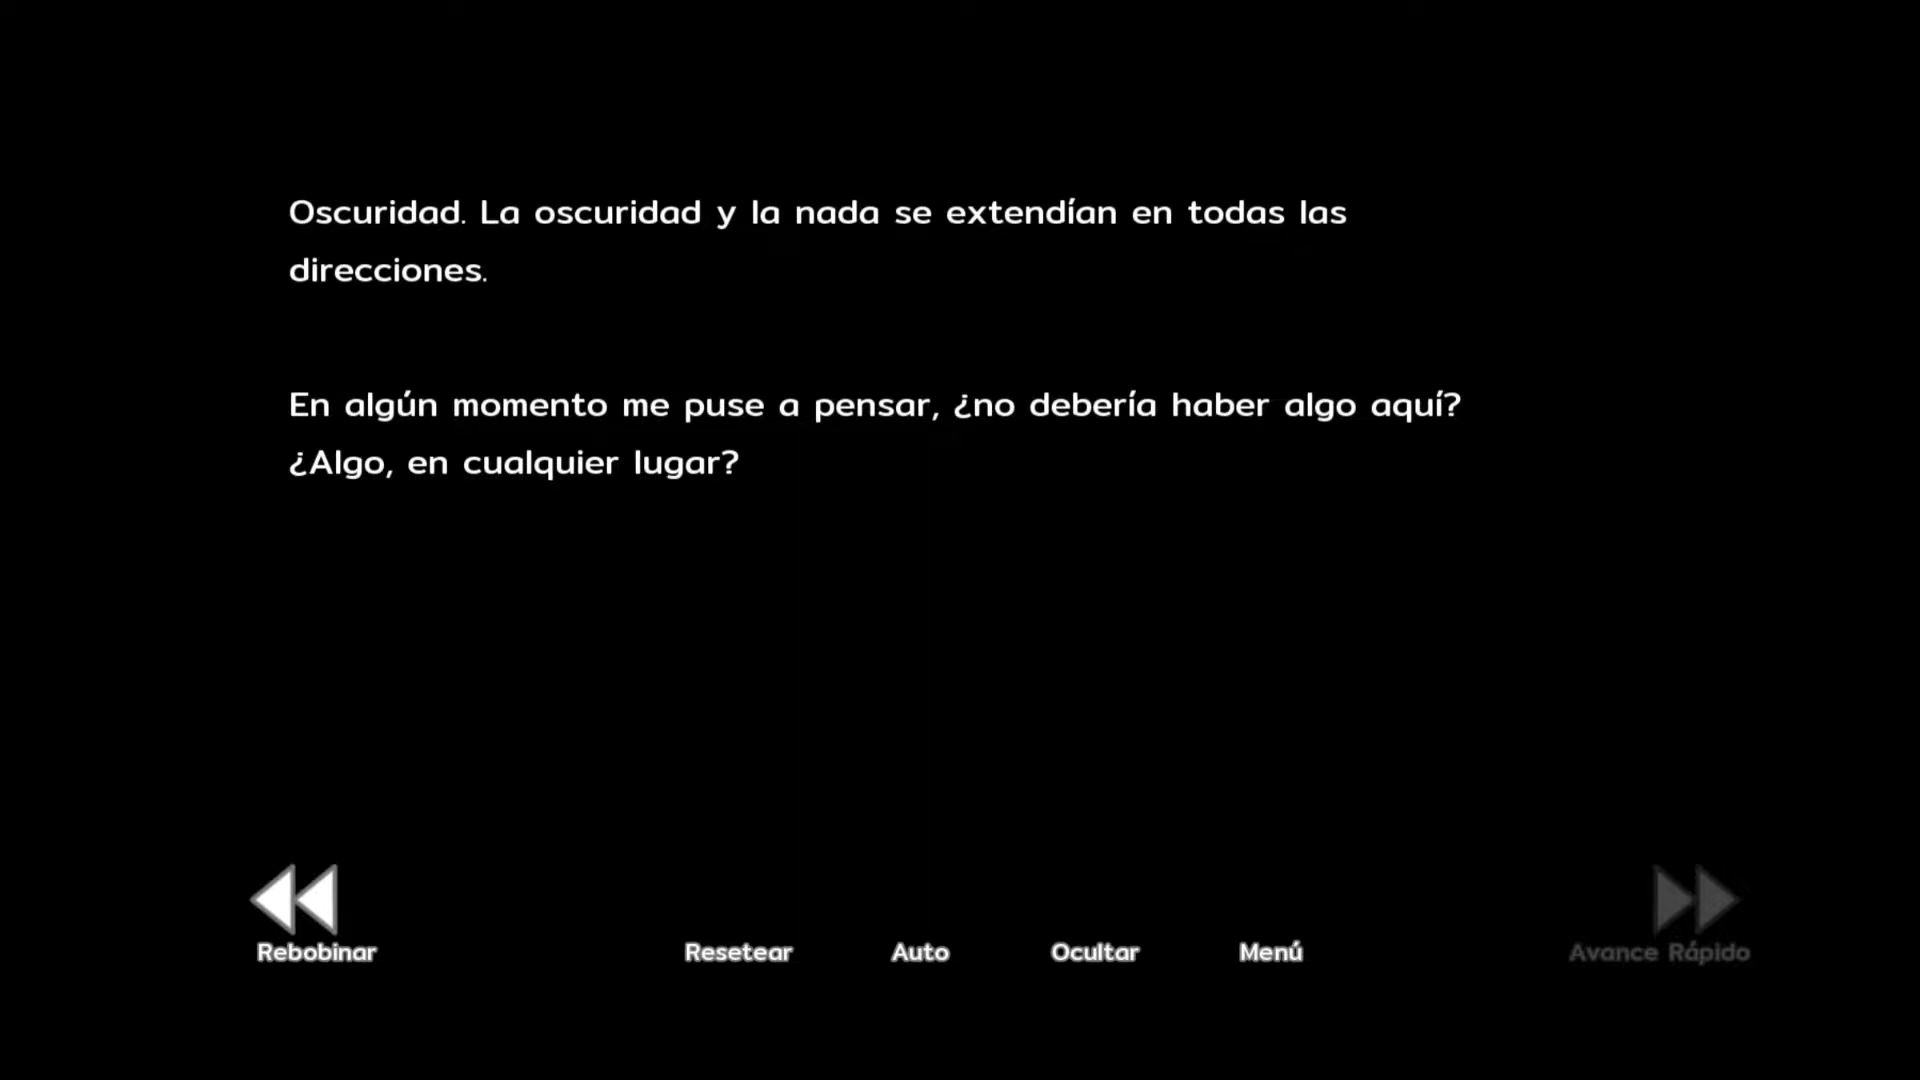 Oscuridad. La oscuridad y la nada se extendían en todas las
direcciones.
En algún momento me puse a pensar, ¿no debería haber algo aquí?
¿Algo, en cualquier lugar?
Rebobinar
Resetear
Auto
Ocultar
Menú
Avance Rápido